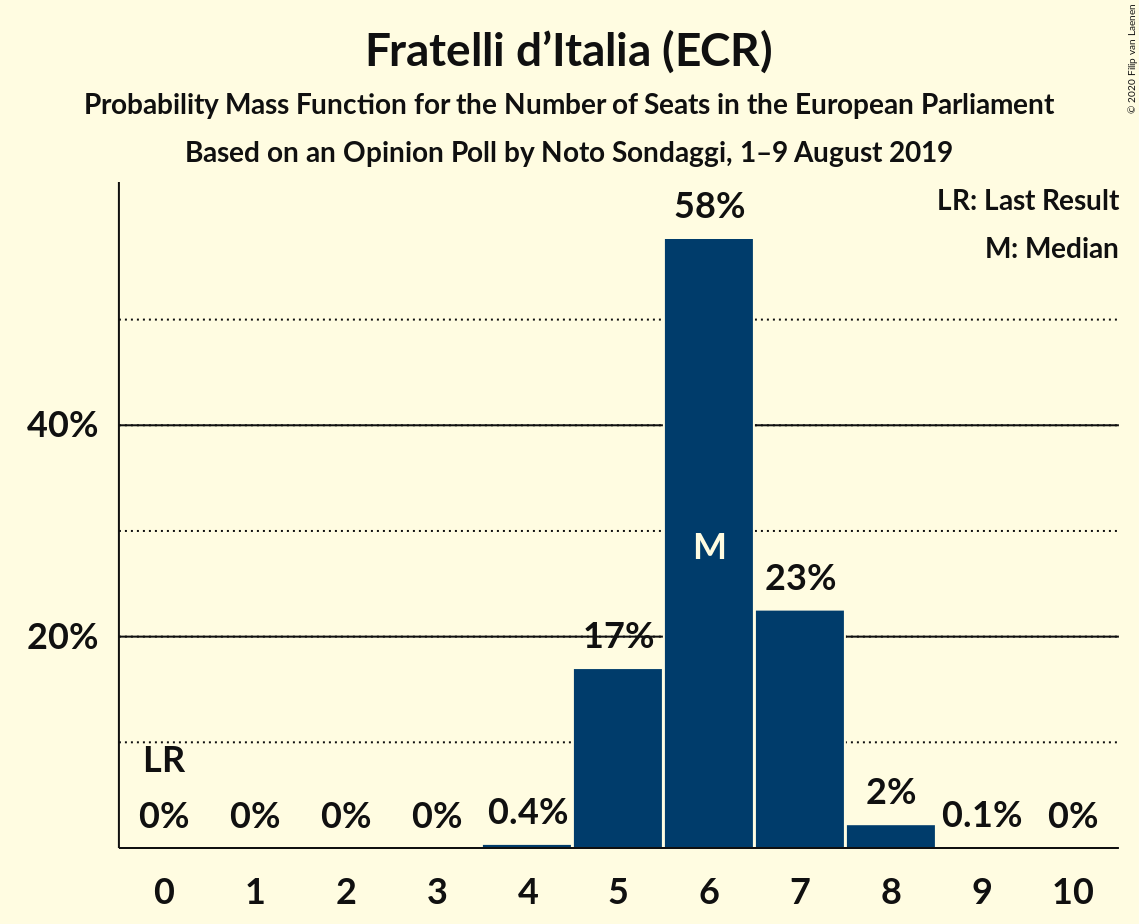 Fratelli d’Italia (ECR)
Probability Mass Function for the Number of Seats in the European Parliament
Based on an Opinion Poll by Noto Sondaggi, 1–9 August 2019
© 2020 Filip van Laenen
LR: Last Result
M: Median
58%
40%
M
23%
20%
17%
LR
0%
0%
0%
0%
0.4%
2%
0.1%
0%
0 1 2 3 4 5 6 7 8 9 10